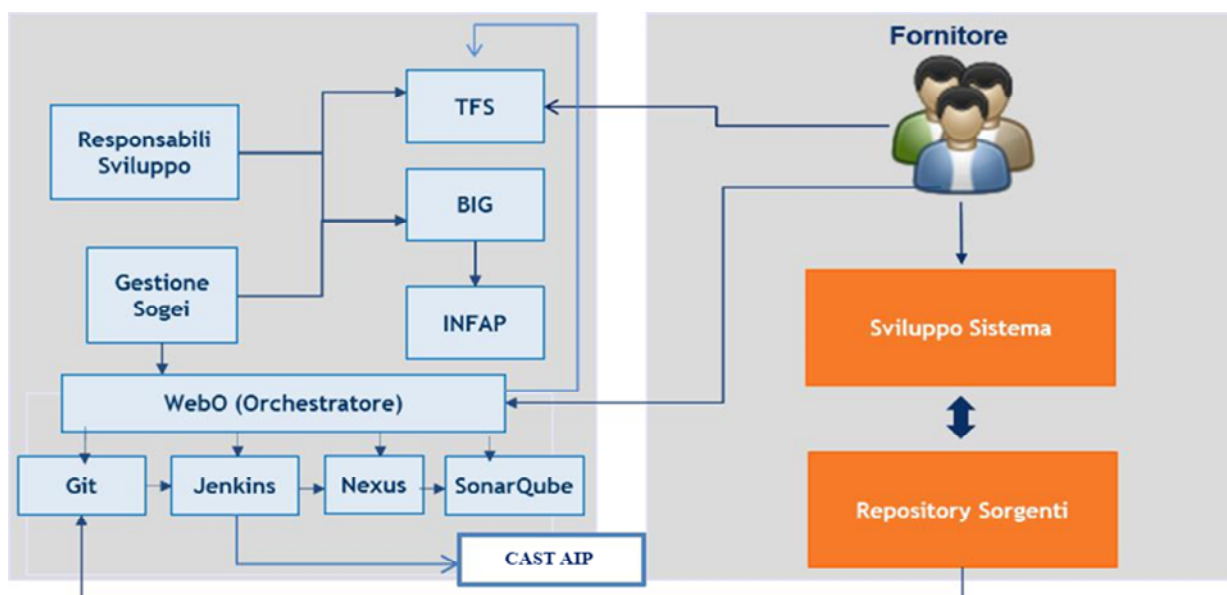 Fornitore
TFS
Responsabili
Sviluppo
BIG
Gestione
Sogei
INFAP
Sviluppo Sistema
WebO (Orchestratore)
Git
Jenkins
Nexus
SonarQube
Repository Sorgenti
CAST AIP